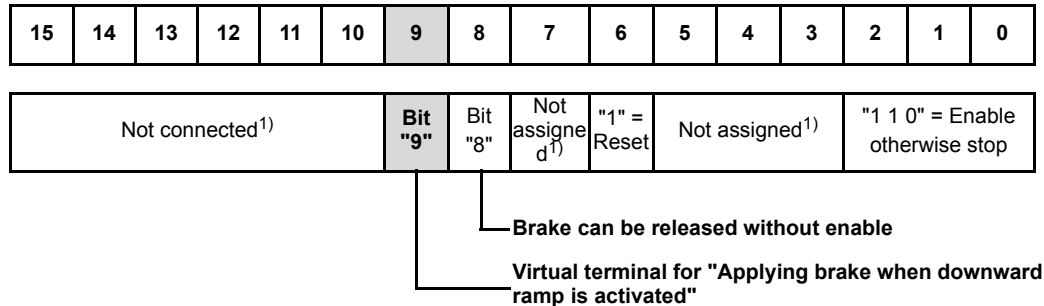 15 14 13 12 11 10 9 8 7 6 5 4 3 2 1 0
Not connected1)
Bit
"9"
Bit
"8"
Not
assigne
d1)
"1" =
Reset
Not assigned1)
"1 1 0" = Enable
otherwise stop
Brake can be released without enable
Virtual terminal for "Applying brake when downward
ramp is activated"